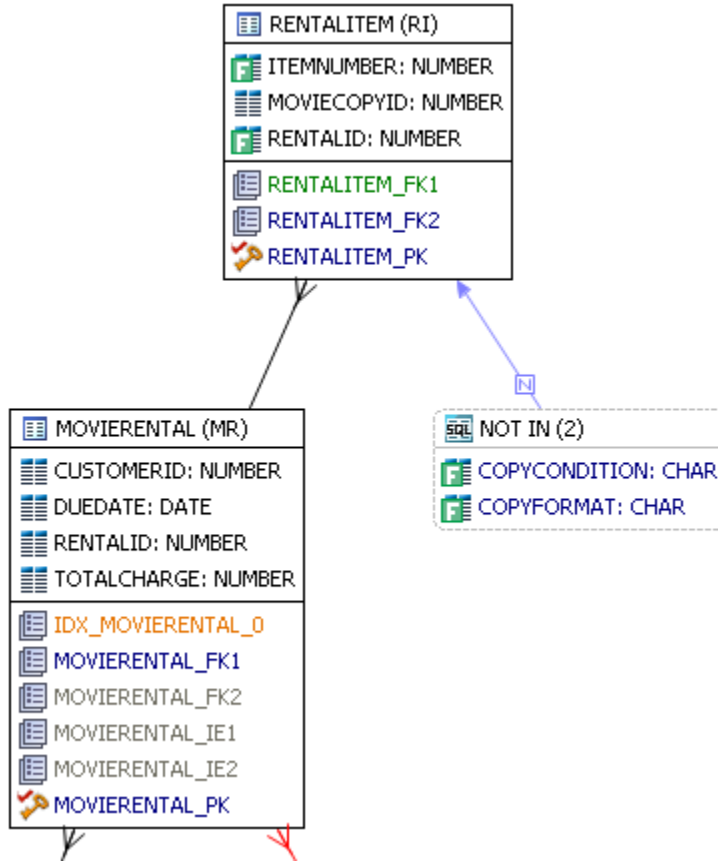 RENTALITEM (RI)
F ITEMNUMBER: NUMBER
MOVIECOPYID: NUMBER
F RENTALID: NUMBER
RENTALITEM_FK1
RENTALITEM_FK2
RENTALITEM_PK
N
MOVIERENTAL (MR)
CUSTOMERID: NUMBER
DUEDATE: DATE
RENTALID: NUMBER
TOTALCHARGE: NUMBER
IDX_MOVIERENTAL_0
MOVIERENTAL_FK1
MOVIERENTAL_FK2
MOVIERENTAL_IE1
MOVIERENTAL_IE2
MOVIERENTAL_PK
SQL NOT IN (2)
F COPYCONDITION: CHAR
F COPYFORMAT: CHAR